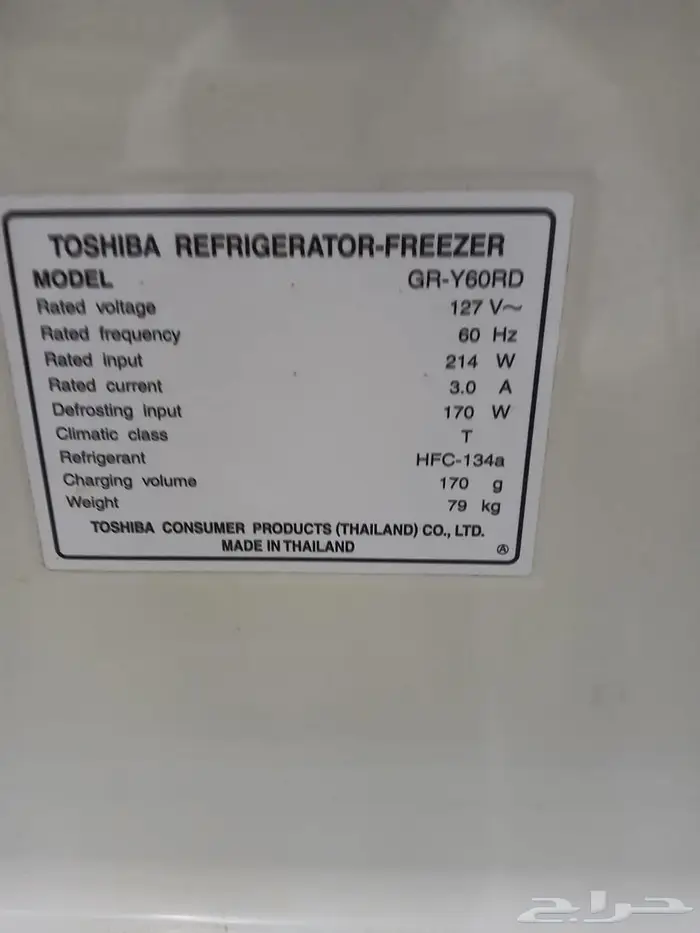 TOSHIBA REFRIGERATOR-FREEZER
MODEL GR-Y60RD
Rated voltage 127 V~
Rated frequency 60 Hz
Rated input 214 W
Rated current 3.0 A
Defrosting input 170 W
Climatic class T
Refrigerant HFC-134a
Charging volume 170 g
Weight 79 kg
TOSHIBA CONSUMER PRODUCTS (THAILAND) CO., LTD.
MADE IN THAILAND Ⓐ
حراج